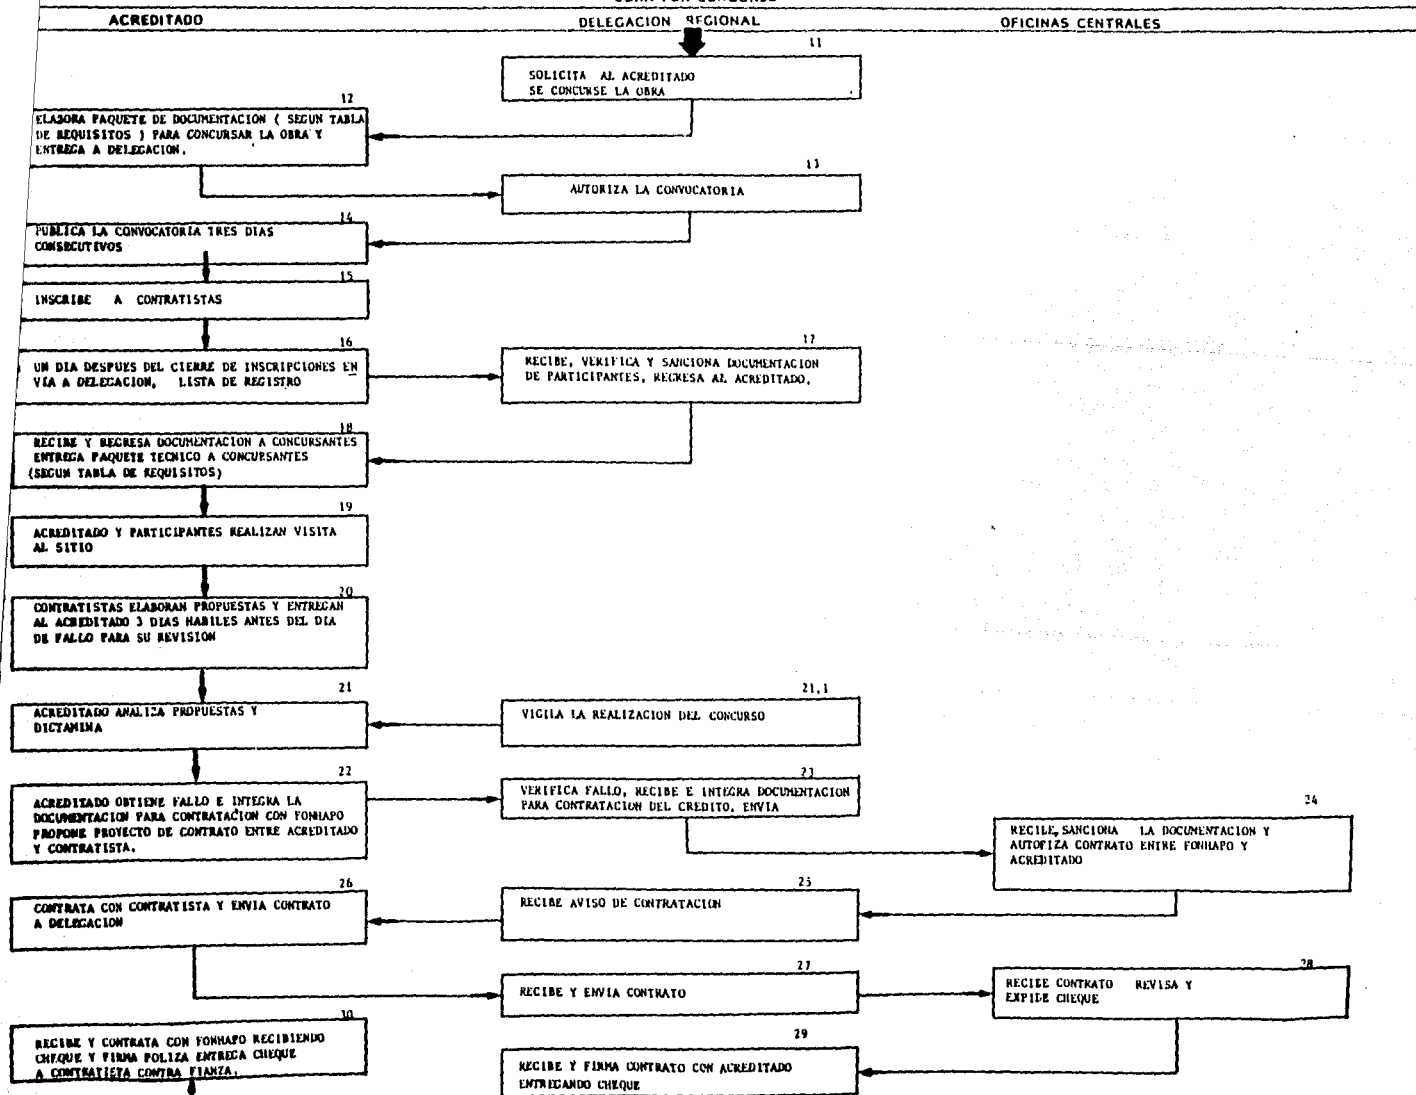 ACREDITADO
DELEGACION REGIONAL
OFICINAS CENTRALES
11
SOLICITA AL ACREDITADO
SE CONCURSE LA OBRA
12
ELABORA PAQUETE DE DOCUMENTACION ( SEGUN TABLA
DE REQUISITOS ) PARA CONCURSAR LA OBRA Y
ENTREGA A DELEGACION.
13
AUTORIZA LA CONVOCATORIA
14
PUBLICA LA CONVOCATORIA TRES DIAS
CONSECUTIVOS
15
INSCRIBE A CONTRATISTAS
16
UN DIA DESPUES DEL CIERRE DE INSCRIPCIONES EN
VIA A DELEGACION, LISTA DE REGISTRO
17
RECIBE, VERIFICA Y SANCIONA DOCUMENTACION
DE PARTICIPANTES, REGRESA AL ACREDITADO.
18
RECIBE Y REGRESA DOCUMENTACION A CONCURSANTES
ENTREGA PAQUETE TECNICO A CONCURSANTES
(SEGUN TABLA DE REQUISITOS)
19
ACREDITADO Y PARTICIPANTES REALIZAN VISITA
AL SITIO
20
CONTRATISTAS ELABORAN PROPUESTAS Y ENTREGAN
AL ACREDITADO 3 DIAS HABILES ANTES DEL DIA
DE FALLO PARA SU REVISION
21
ACREDITADO ANALIZA PROPUESTAS Y
DICTAMINA
21.1
VIGILA LA REALIZACION DEL CONCURSO
22
ACREDITADO OBTIENE FALLO E INTEGRA LA
DOCUMENTACION PARA CONTRATACION CON FONHAPO
PROPONE PROYECTO DE CONTRATO ENTRE ACREDITADO
Y CONTRATISTA.
23
VERIFICA FALLO, RECIBE E INTEGRA DOCUMENTACION
PARA CONTRATACION DEL CREDITO, ENVIA
24
RECIBE, SANCIONA LA DOCUMENTACION Y
AUTORIZA CONTRATO ENTRE FONHAPO Y
ACREDITADO
25
RECIBE AVISO DE CONTRATACION
26
CONTRATA CON CONTRATISTA Y ENVIA CONTRATO
A DELEGACION
27
RECIBE Y ENVIA CONTRATO
28
RECIBE CONTRATO REVISA Y
EXPIDE CHEQUE
29
RECIBE Y FIRMA CONTRATO CON ACREDITADO
ENTREGANDO CHEQUE
30
RECIBE Y CONTRATA CON FONHAPO RECIBIENDO
CHEQUE Y FIRMA POLIZA ENTREGA CHEQUE
A CONTRATISTA CONTRA FIANZA.